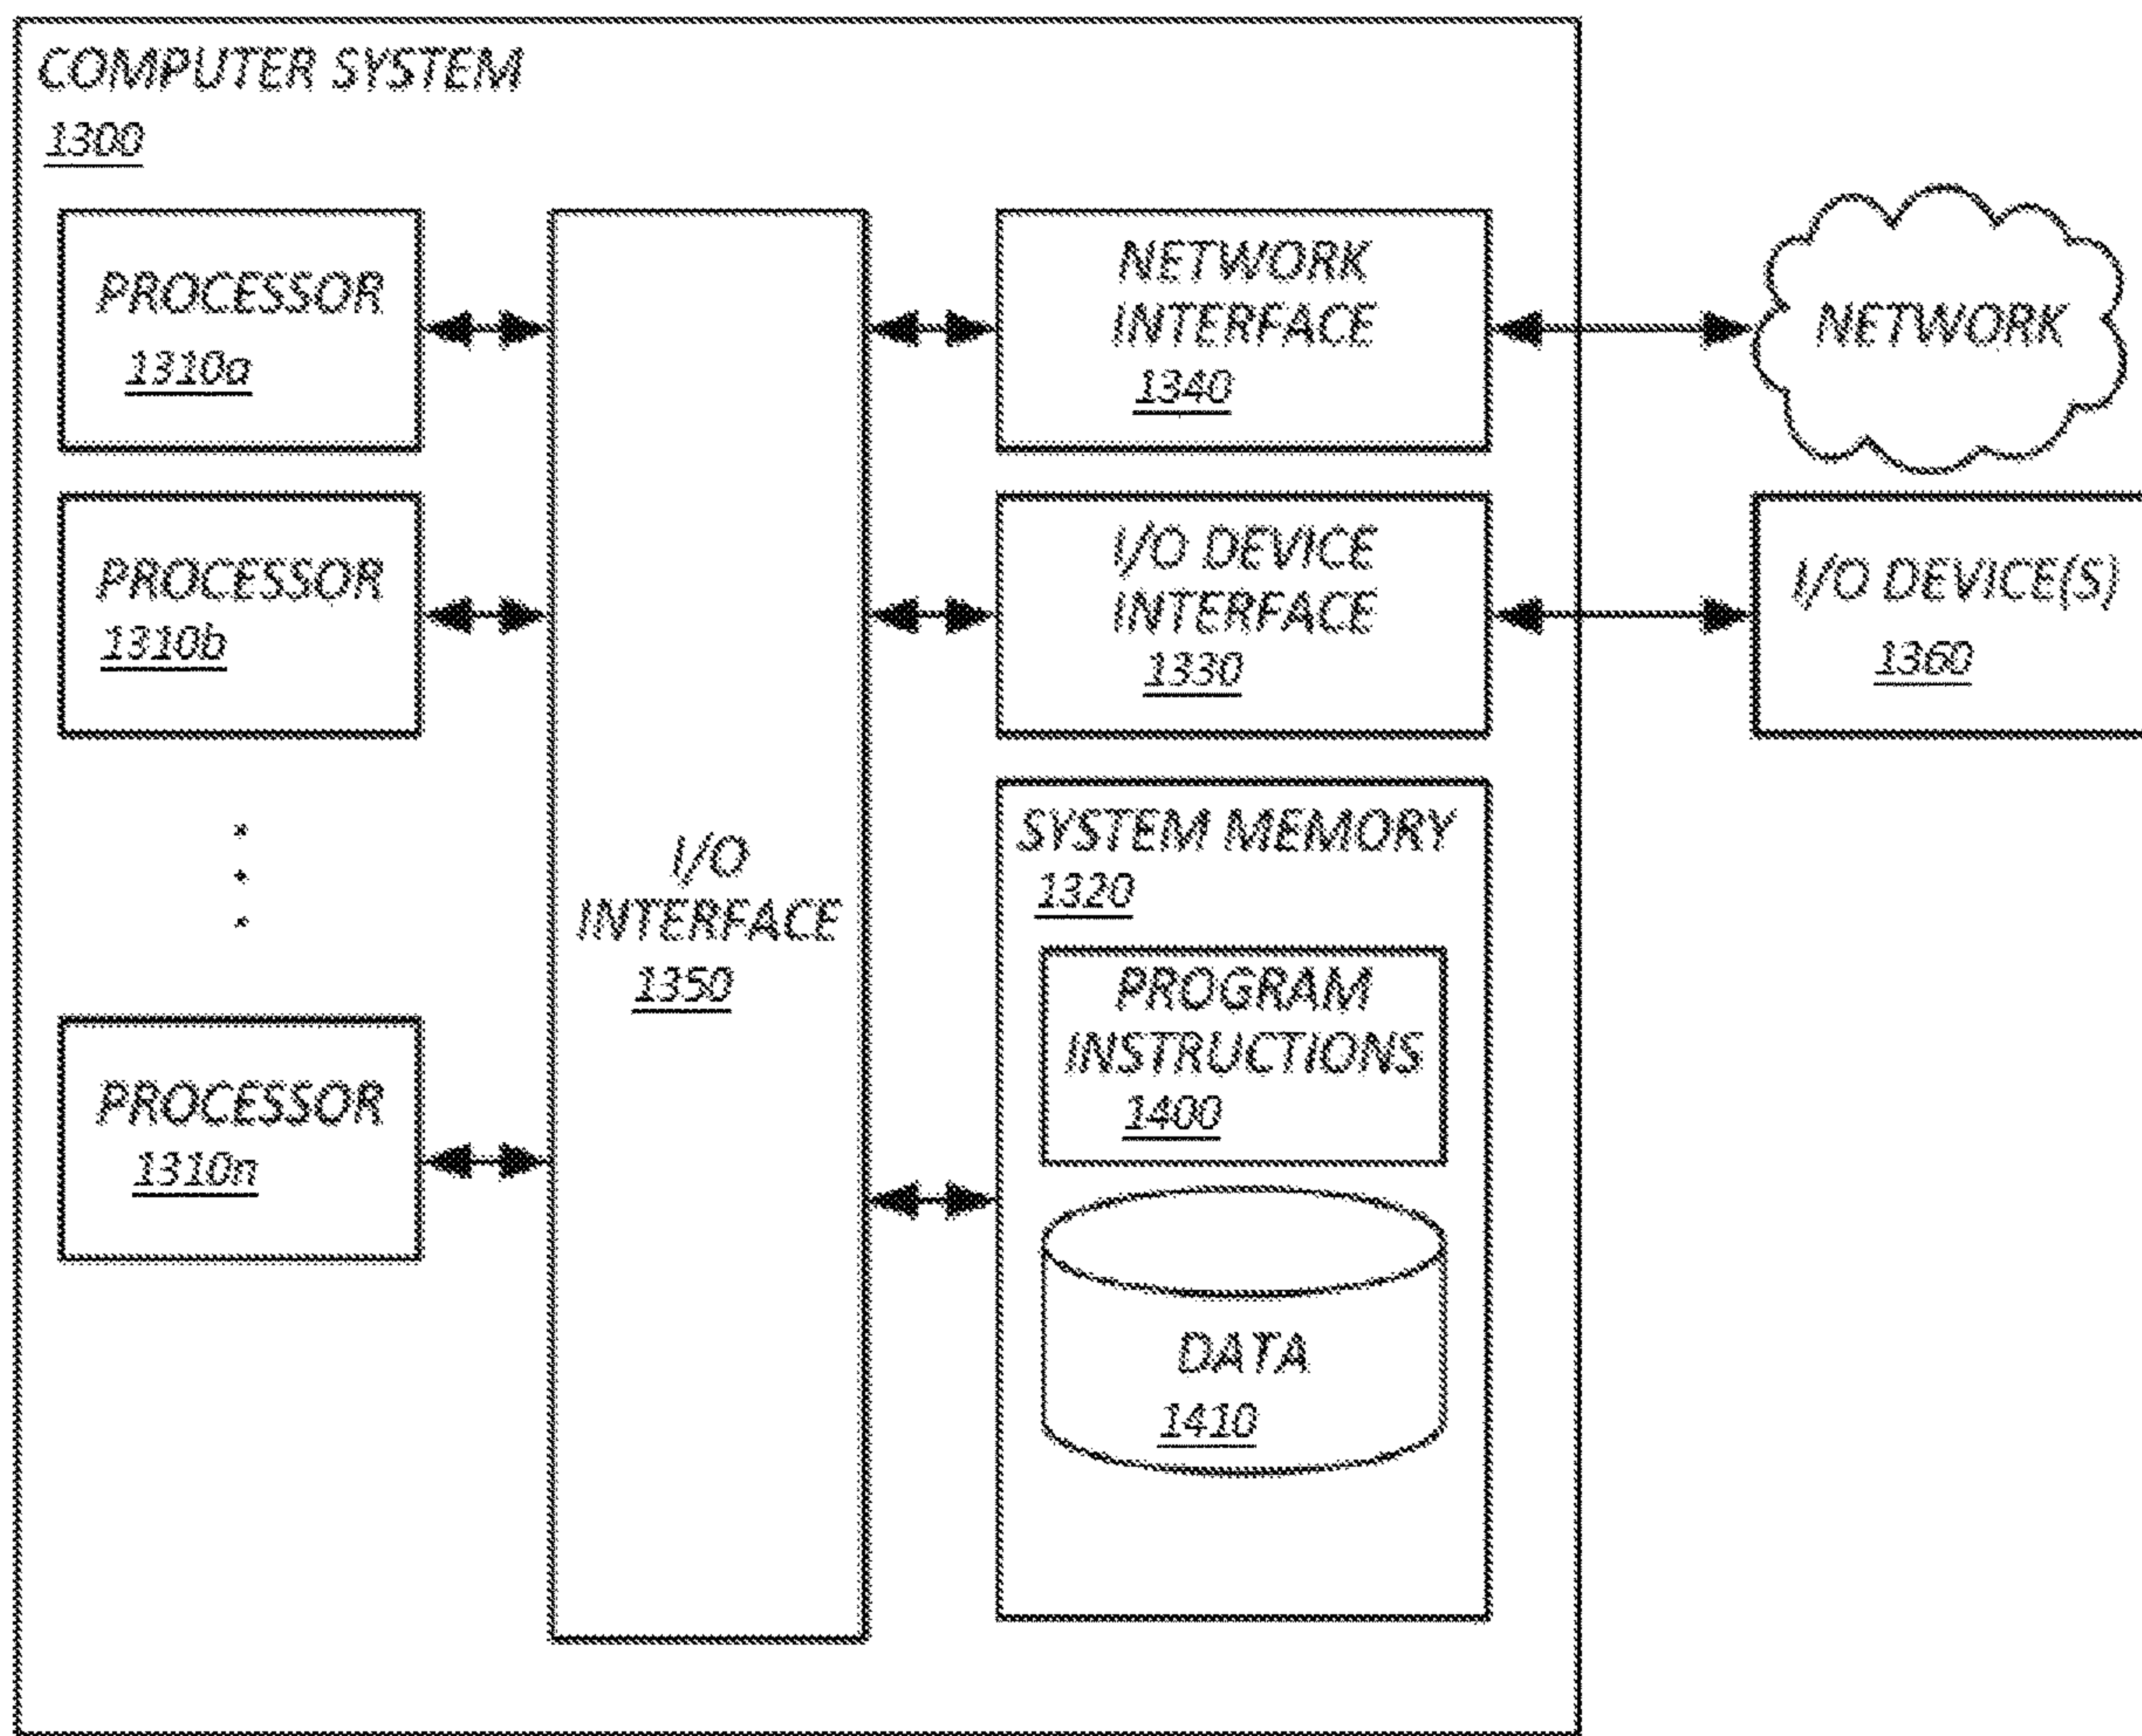 COMPUTER SYSTEM
1300
PROCESSOR
1310a
PROCESSOR
1310b
PROCESSOR
1310n
I/O
INTERFACE
1350
NETWORK
INTERFACE
1340
I/O DEVICE
INTERFACE
1330
SYSTEM MEMORY
1320
PROGRAM
INSTRUCTIONS
1400
DATA
1410
NETWORK
I/O DEVICE(S)
1360